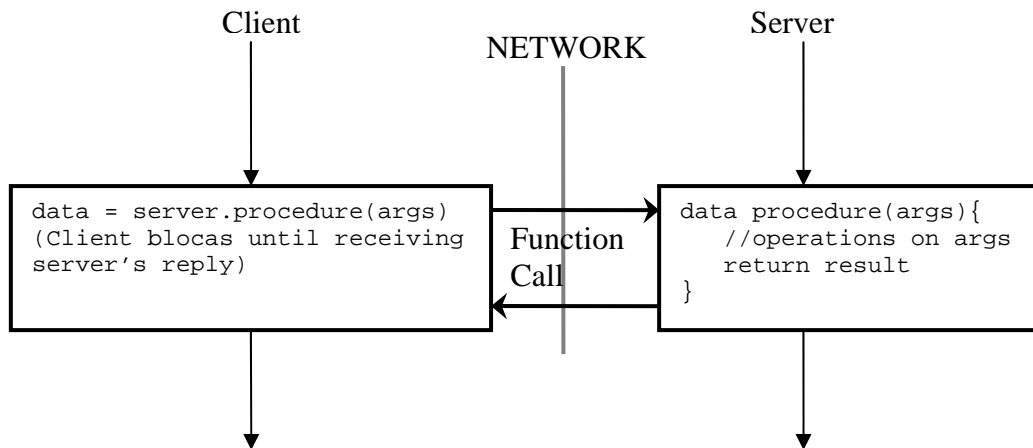 Client
Server
NETWORK
data = server.procedure(args)
(Client blocas until receiving
server's reply)
Function
Call
data procedure(args){
//operations on args
return result
}